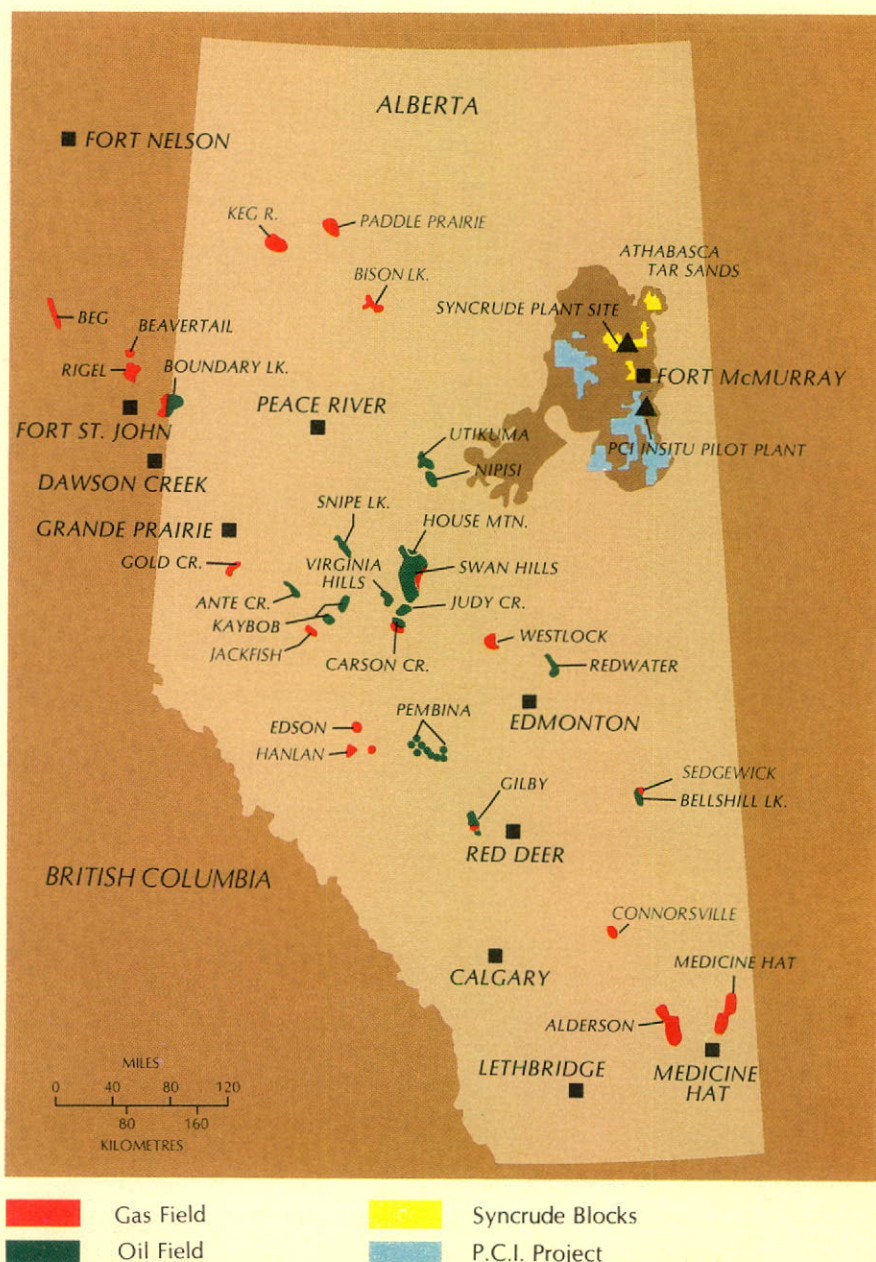 ALBERTA
FORT NELSON
KEG R.
PADDLE PRAIRIE
ATHABASCA
TAR SANDS
BISON LK.
SYNCRUDE PLANT SITE
BEG
BEAVERTAIL
RIGEL
BOUNDARY LK.
FORT McMURRAY
PEACE RIVER
FORT ST. JOHN
UTIKUMA
PCI INSITU PILOT PLANT
NIPISI
DAWSON CREEK
SNIPE LK.
HOUSE MTN.
GRANDE PRAIRIE
GOLD CR.
VIRGINIA
HILLS
SWAN HILLS
ANTE CR.
JUDY CR.
KAYBOB
JACKFISH
CARSON CR.
WESTLOCK
REDWATER
PEMBINA
EDMONTON
EDSON
HANLAN
SEDGEWICK
GILBY
BELLSHILL LK.
RED DEER
BRITISH COLUMBIA
CONNORSVILLE
MEDICINE HAT
CALGARY
ALDERSON
LETHBRIDGE
MEDICINE
HAT
MILES
0 40 80 120
80 160
KILOMETRES
Gas Field
Syncrude Blocks
Oil Field
P.C.I. Project